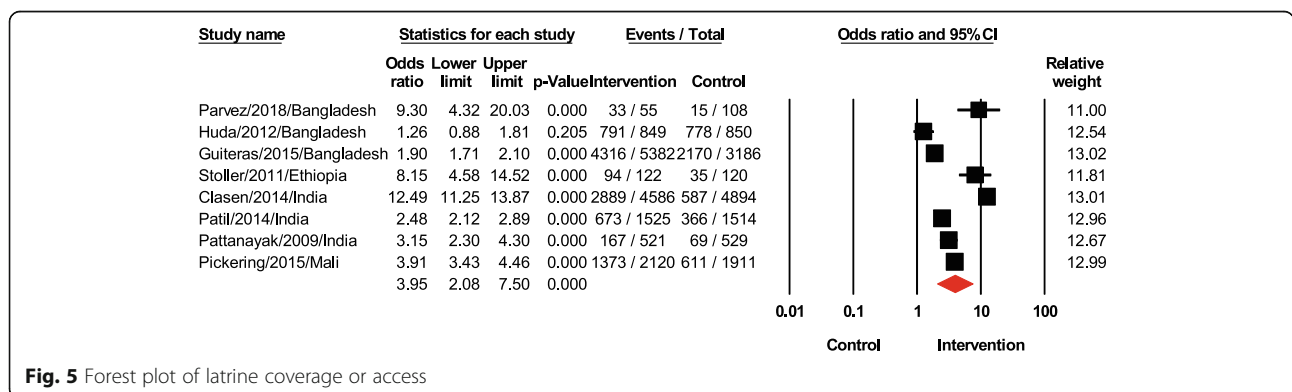 Study name Statistics for each study Events / Total Odds ratio and 95% CI
Odds ratio Lower limit Upper limit p-Value Intervention Control Relative weight
Parvez/2018/Bangladesh 9.30 4.32 20.03 0.000 33 / 55 15 / 108 11.00
Huda/2012/Bangladesh 1.26 0.88 1.81 0.205 791 / 849 778 / 850 12.54
Guiteras/2015/Bangladesh 1.90 1.71 2.10 0.000 4316 / 5382 2170 / 3186 13.02
Stoller/2011/Ethiopia 8.15 4.58 14.52 0.000 94 / 122 35 / 120 11.81
Clasen/2014/India 12.49 11.25 13.87 0.000 2889 / 4586 587 / 4894 13.01
Patil/2014/India 2.48 2.12 2.89 0.000 673 / 1525 366 / 1514 12.96
Pattanayak/2009/India 3.15 2.30 4.30 0.000 167 / 521 69 / 529 12.67
Pickering/2015/Mali 3.91 3.43 4.46 0.000 1373 / 2120 611 / 1911 12.99
3.95 2.08 7.50 0.000
0.01 0.1 1 10 100
Control Intervention
Fig. 5 Forest plot of latrine coverage or access